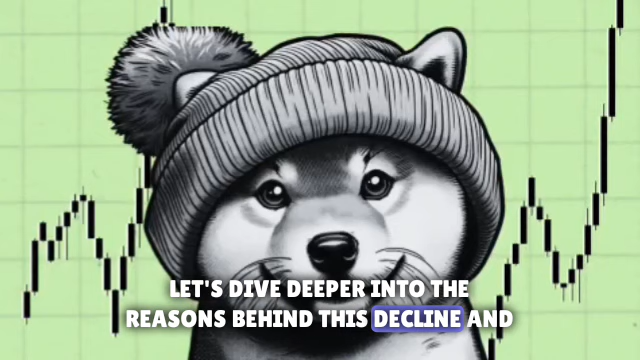 LET'S DIVE DEEPER INTO THE
REASONS BEHIND THIS DECLINE AND